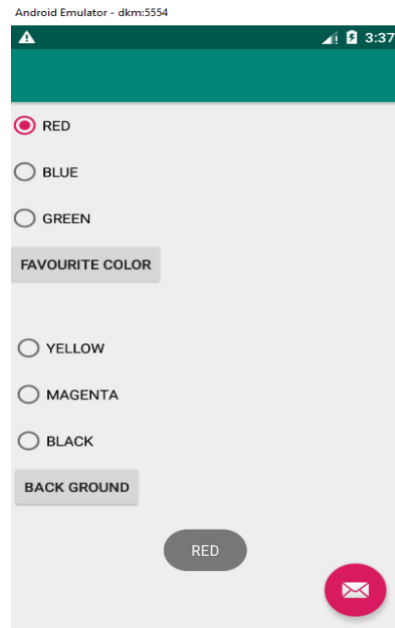 Android Emulator - dkm:5554
3:37
RED
BLUE
GREEN
FAVOURITE COLOR
YELLOW
MAGENTA
BLACK
BACK GROUND
RED